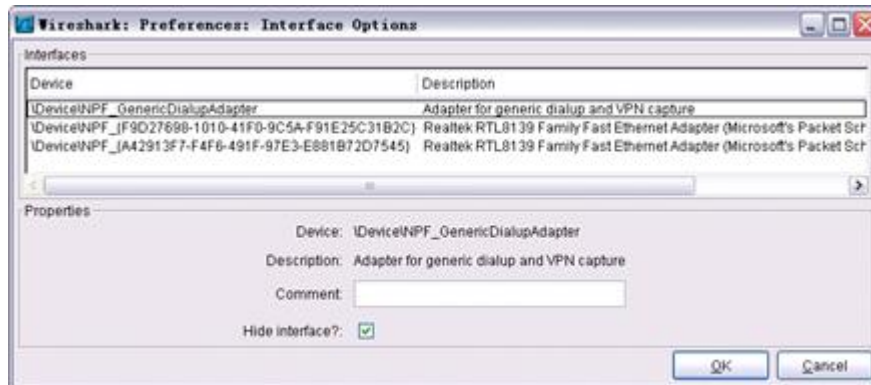 Wireshark: Preferences: Interface Options
Interfaces
Device Description
\Device\NPF_GenericDialupAdapter Adapter for generic dialup and VPN capture
\Device\NPF_{F9D27698-1010-41F0-9C5A-F91E25C31B2C} Realtek RTL8139 Family Fast Ethernet Adapter (Microsoft's Packet Sch
\Device\NPF_{A42913F7-F4F6-491F-97E3-E881B72D7545} Realtek RTL8139 Family Fast Ethernet Adapter (Microsoft's Packet Sch
Properties
Device: \Device\NPF_GenericDialupAdapter
Description: Adapter for generic dialup and VPN capture
Comment:
Hide interface?:
OK Cancel